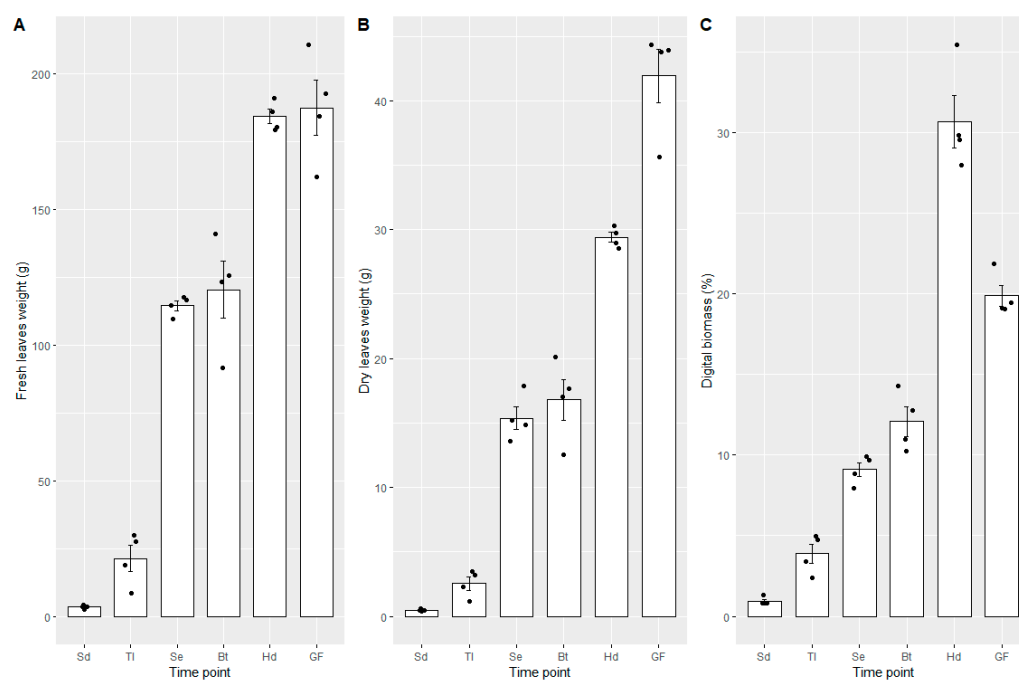 A
B
C
Fresh leaves weight (g)
200
150
100
50
0
Sd Tl Se Bt Hd GF
Time point
Dry leaves weight (g)
40
30
20
10
0
Sd Tl Se Bt Hd GF
Time point
Digital biomass (%)
30
20
10
0
Sd Tl Se Bt Hd GF
Time point